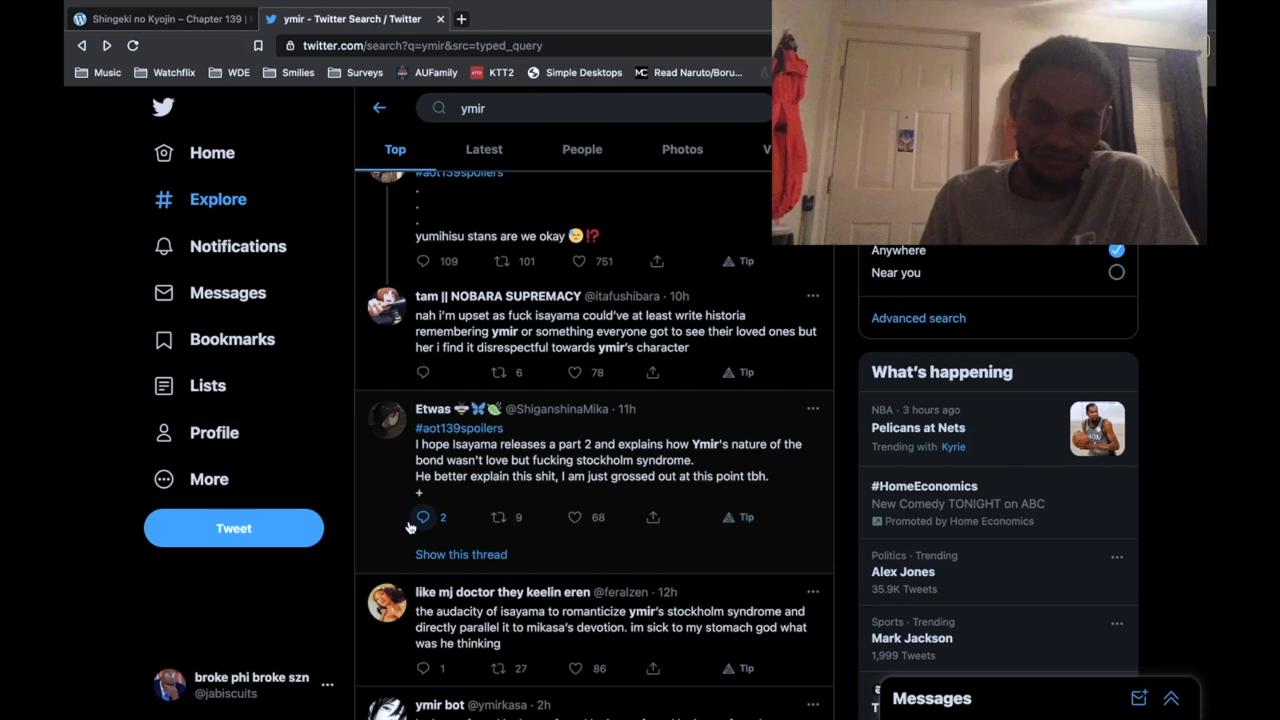 Shingeki no Kyojin – Chapter 139 |
ymir - Twitter Search / Twitter
twitter.com/search?q=ymir&src=typed_query
Music
Watchflix
WDE
Smilies
Surveys
AUFamily
KTT2
Simple Desktops
Read Naruto/Boru...
Home
Explore
Notifications
Messages
Bookmarks
Lists
Profile
More
Tweet
broke phi broke szn
@jabiscuits
ymir
Top
Latest
People
Photos
V
#aot139spoilers
.
.
.
yumihisu stans are we okay 😓⁉️
109 101 751 Tip
tam || NOBARA SUPREMACY @itafushibara · 10h
nah i'm upset as fuck isayama could've at least write historia
remembering ymir or something everyone got to see their loved ones but
her i find it disrespectful towards ymir's character
6 78 Tip
Etwas @ShiganshinaMika · 11h
#aot139spoilers
I hope Isayama releases a part 2 and explains how Ymir's nature of the
bond wasn't love but fucking stockholm syndrome.
He better explain this shit, I am just grossed out at this point tbh.
+
2 9 68 Tip
Show this thread
like mj doctor they keelin eren @feralzen · 12h
the audacity of isayama to romanticize ymir's stockholm syndrome and
directly parallel it to mikasa's devotion. im sick to my stomach god what
was he thinking
1 27 86 Tip
ymir bot @ymirkasa · 2h
Anywhere
Near you
Advanced search
What's happening
NBA · 3 hours ago
Pelicans at Nets
Trending with Kyrie
#HomeEconomics
New Comedy TONIGHT on ABC
Promoted by Home Economics
Politics · Trending
Alex Jones
35.9K Tweets
Sports · Trending
Mark Jackson
1,999 Tweets
Messages